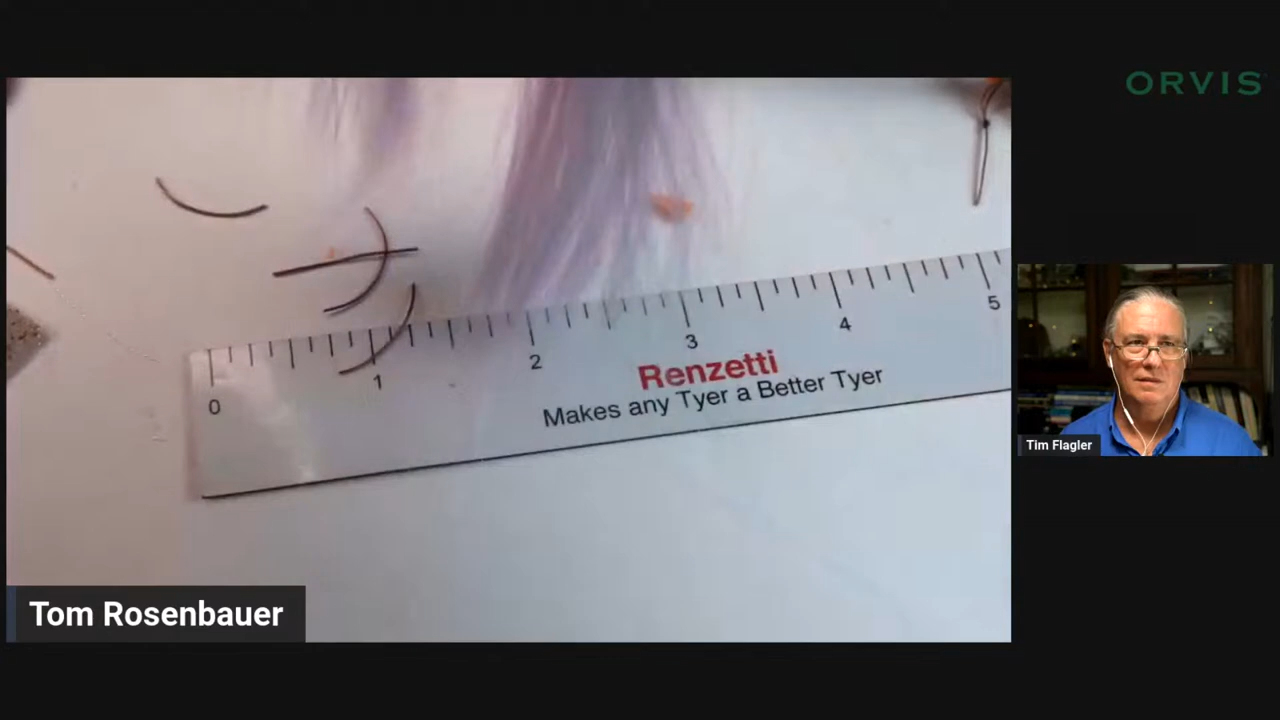 ORVIS
0 1 2 3 4 5
Renzetti
Makes any Tyer a Better Tyer
Tim Flagler
Tom Rosenbauer